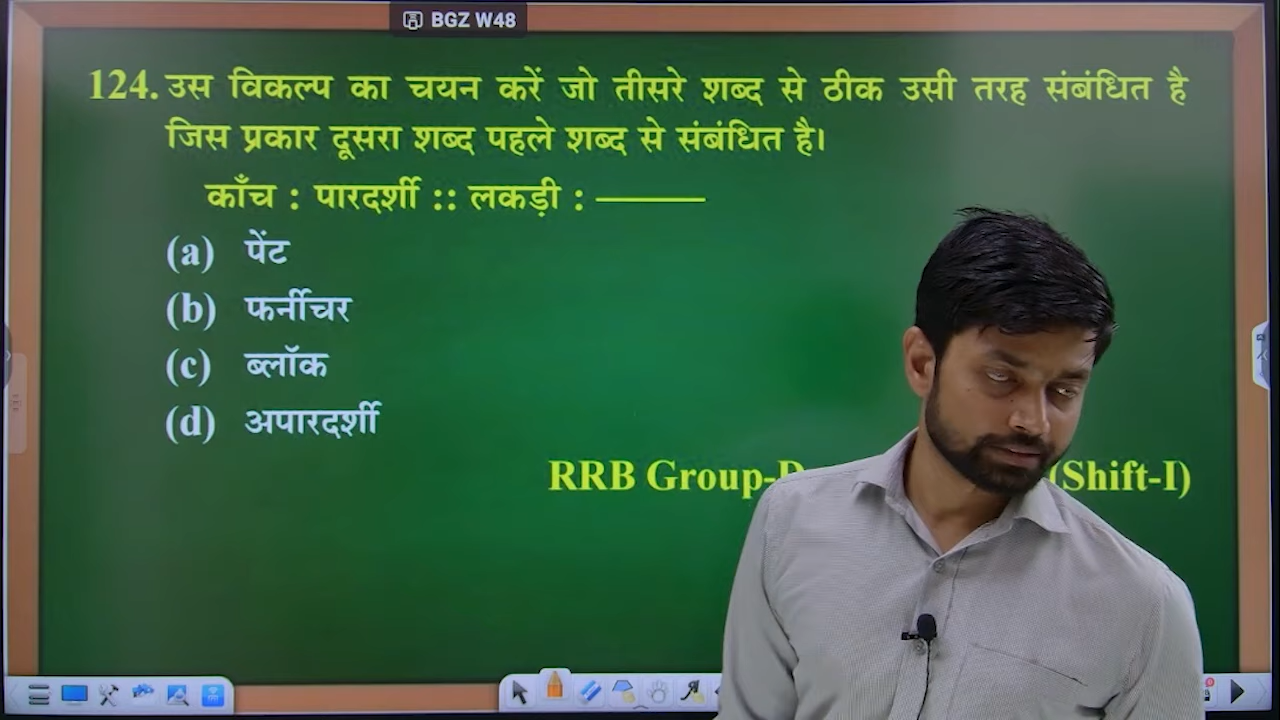 BGZ W48
124. उस विकल्प का चयन करें जो तीसरे शब्द से ठीक उसी तरह संबंधित है
जिस प्रकार दूसरा शब्द पहले शब्द से संबंधित है।
काँच : पारदर्शी :: लकड़ी : ———
(a) पेंट
(b) फर्नीचर
(c) ब्लॉक
(d) अपारदर्शी
RRB Group-D (Shift-I)